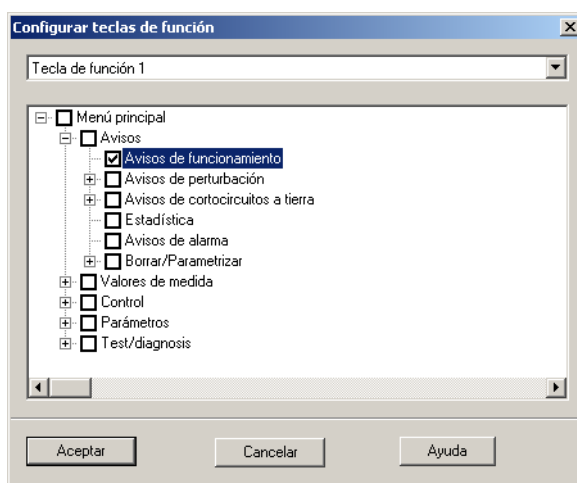 Configurar teclas de función
Tecla de función 1
Menú principal
Avisos
Avisos de funcionamiento
Avisos de perturbación
Avisos de cortocircuitos a tierra
Estadística
Avisos de alarma
Borrar/Parametrizar
Valores de medida
Control
Parámetros
Test/diagnosis
Aceptar Cancelar Ayuda